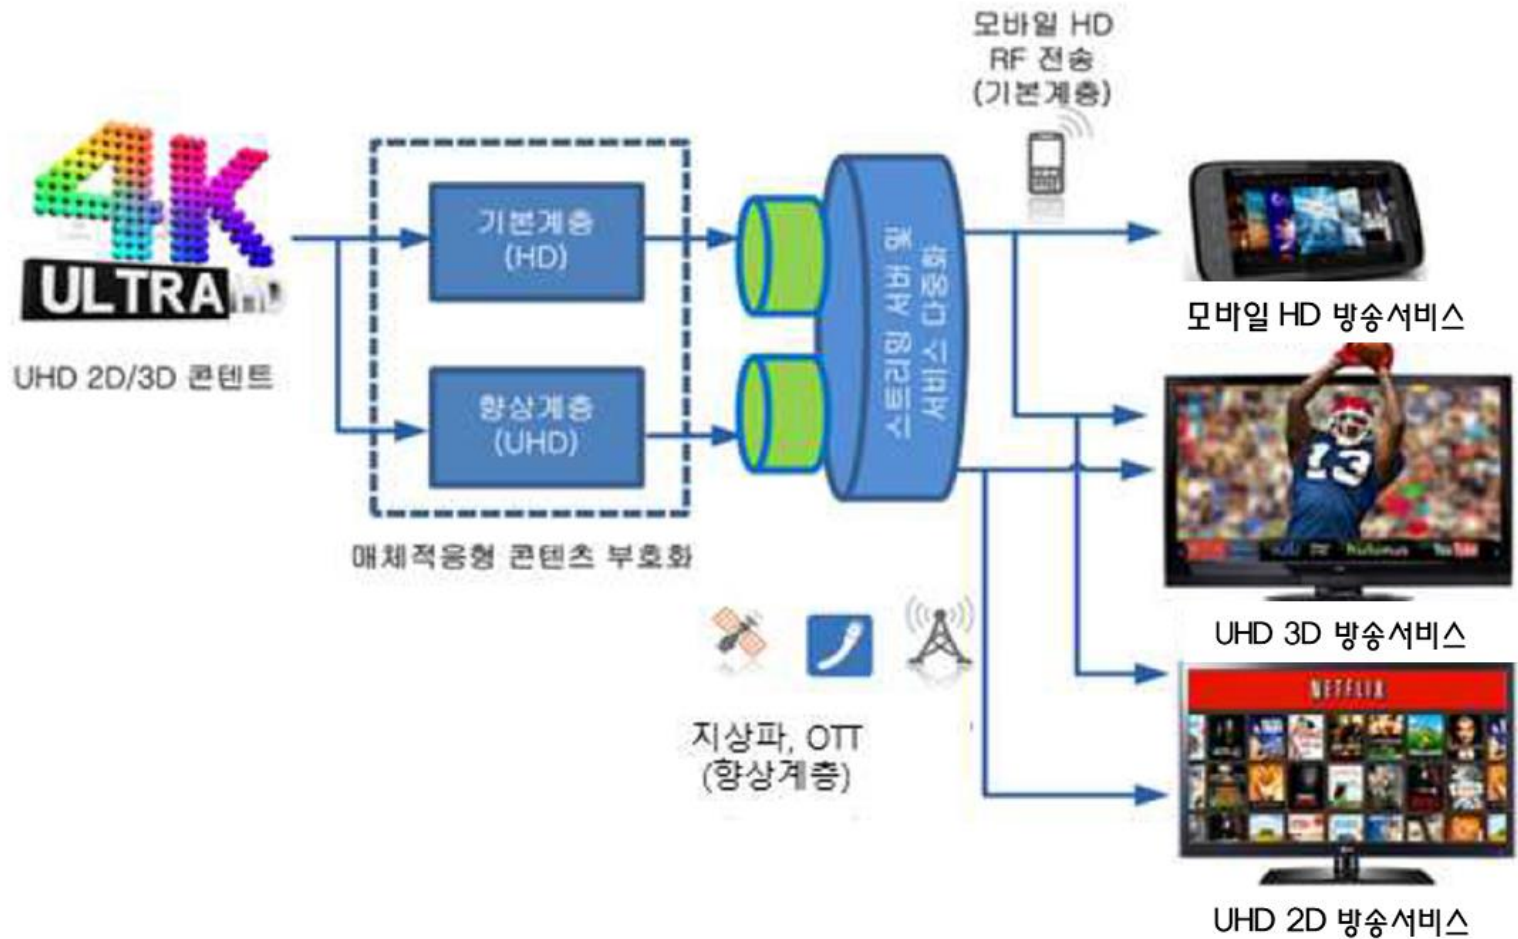 모바일 HD
RF 전송
(기본계층)
4K
ULTRA HD
UHD 2D/3D 콘텐트
기본계층
(HD)
향상계층
(UHD)
매체적응형 콘텐츠 부호화
스트리밍 서버 및
서비스 다중화
모바일 HD 방송서비스
13
hulu
YouTube
UHD 3D 방송서비스
지상파, OTT
(향상계층)
NETFLIX
UHD 2D 방송서비스